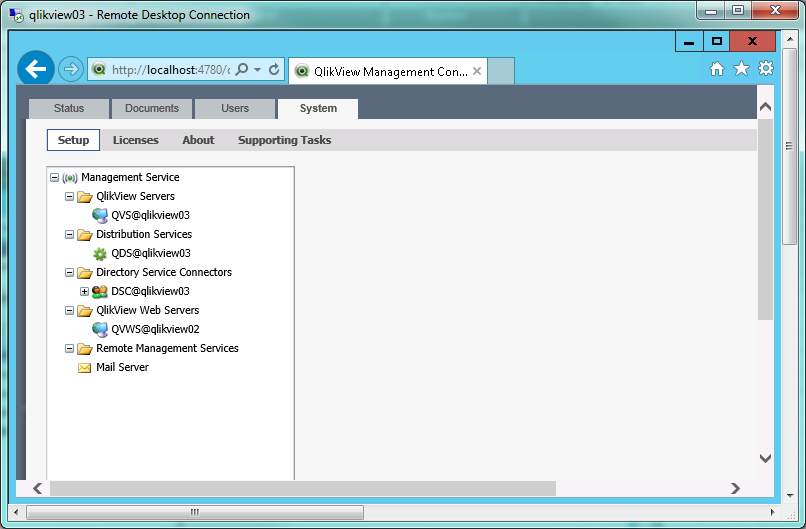 qlikview03 - Remote Desktop Connection
http://localhost:4780/
QlikView Management Con...
Status Documents Users System
Setup Licenses About Supporting Tasks
Management Service
QlikView Servers
QVS@qlikview03
Distribution Services
QDS@qlikview03
Directory Service Connectors
DSC@qlikview03
QlikView Web Servers
QVWS@qlikview02
Remote Management Services
Mail Server